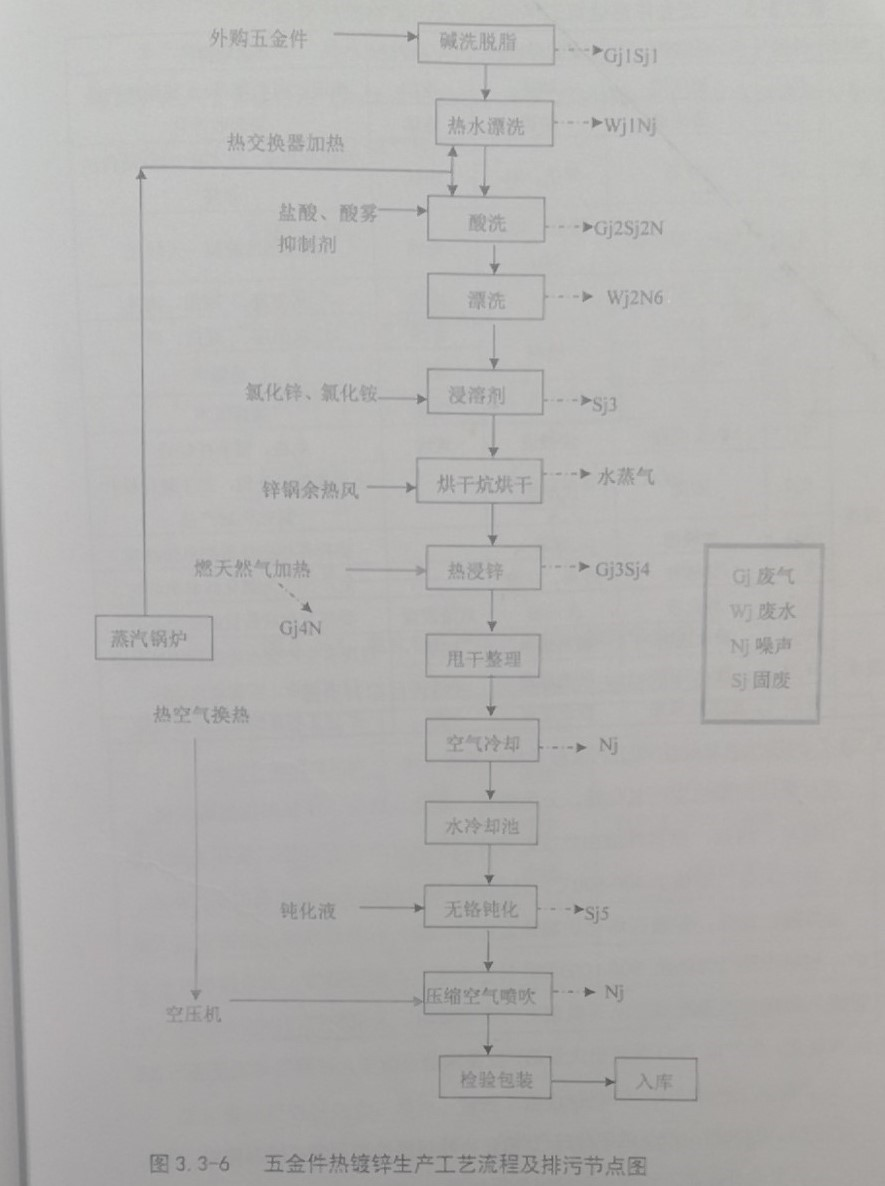 外购五金件
碱洗脱脂
Gj1Sj1
热水漂洗
Wj1Nj
热交换器加热
盐酸、酸雾
抑制剂
酸洗
Gj2Sj2N
漂洗
Wj2N6
氯化锌、氯化铵
浸溶剂
Sj3
锌锅余热风
烘干炕烘干
水蒸气
燃天然气加热
热浸锌
Gj3Sj4
Gj4N
蒸汽锅炉
甩干整理
Gj 废气
Wj 废水
Nj 噪声
Sj 固废
热空气换热
空气冷却
Nj
水冷却池
钝化液
无铬钝化
Sj5
压缩空气喷吹
Nj
空压机
检验包装
入库
图 3.3-6 五金件热镀锌生产工艺流程及排污节点图